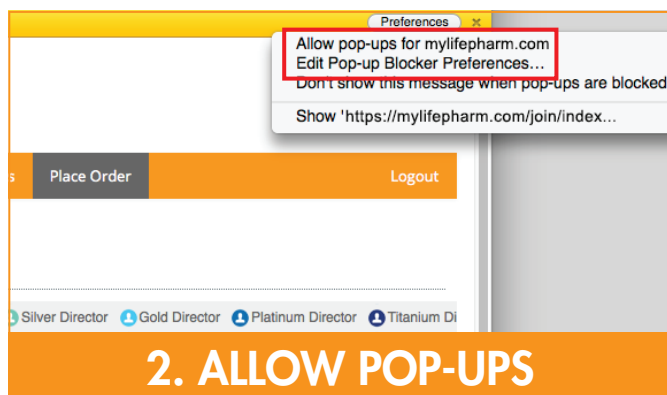 Preferences ×
Allow pop-ups for mylifepharm.com
Edit Pop-up Blocker Preferences…
Don't show this message when pop-ups are blocked
Show 'https://mylifepharm.com/join/index…
s Place Order Logout
Silver Director Gold Director Platinum Director Titanium Di
2. ALLOW POP-UPS